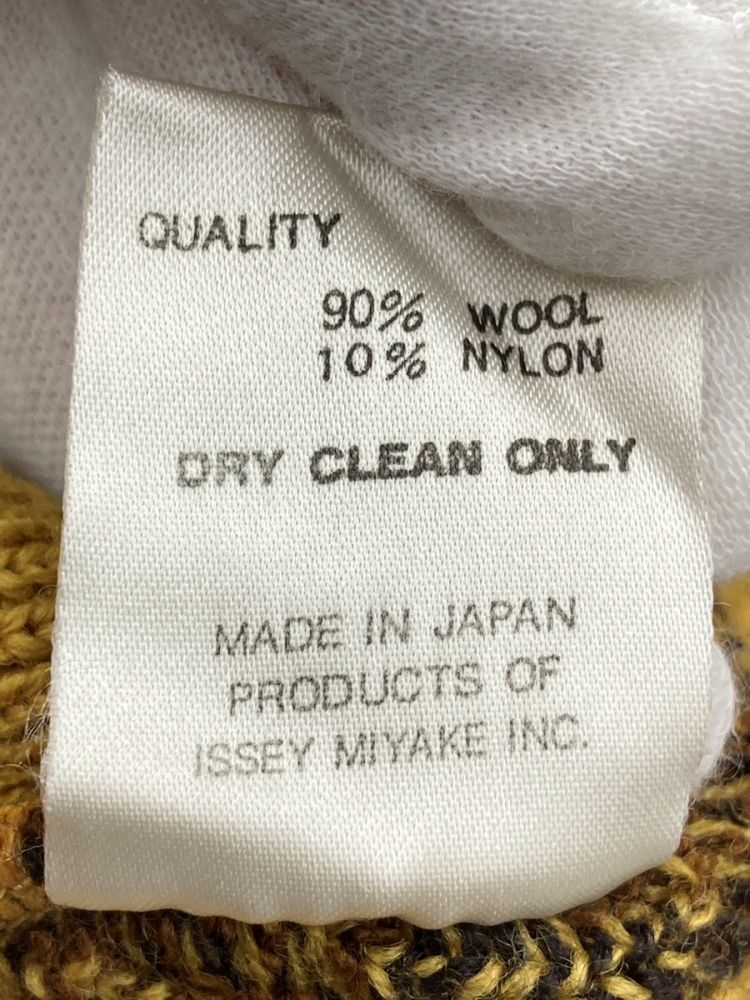 QUALITY
90% WOOL
10% NYLON
DRY CLEAN ONLY
MADE IN JAPAN
PRODUCTS OF
ISSEY MIYAKE INC.